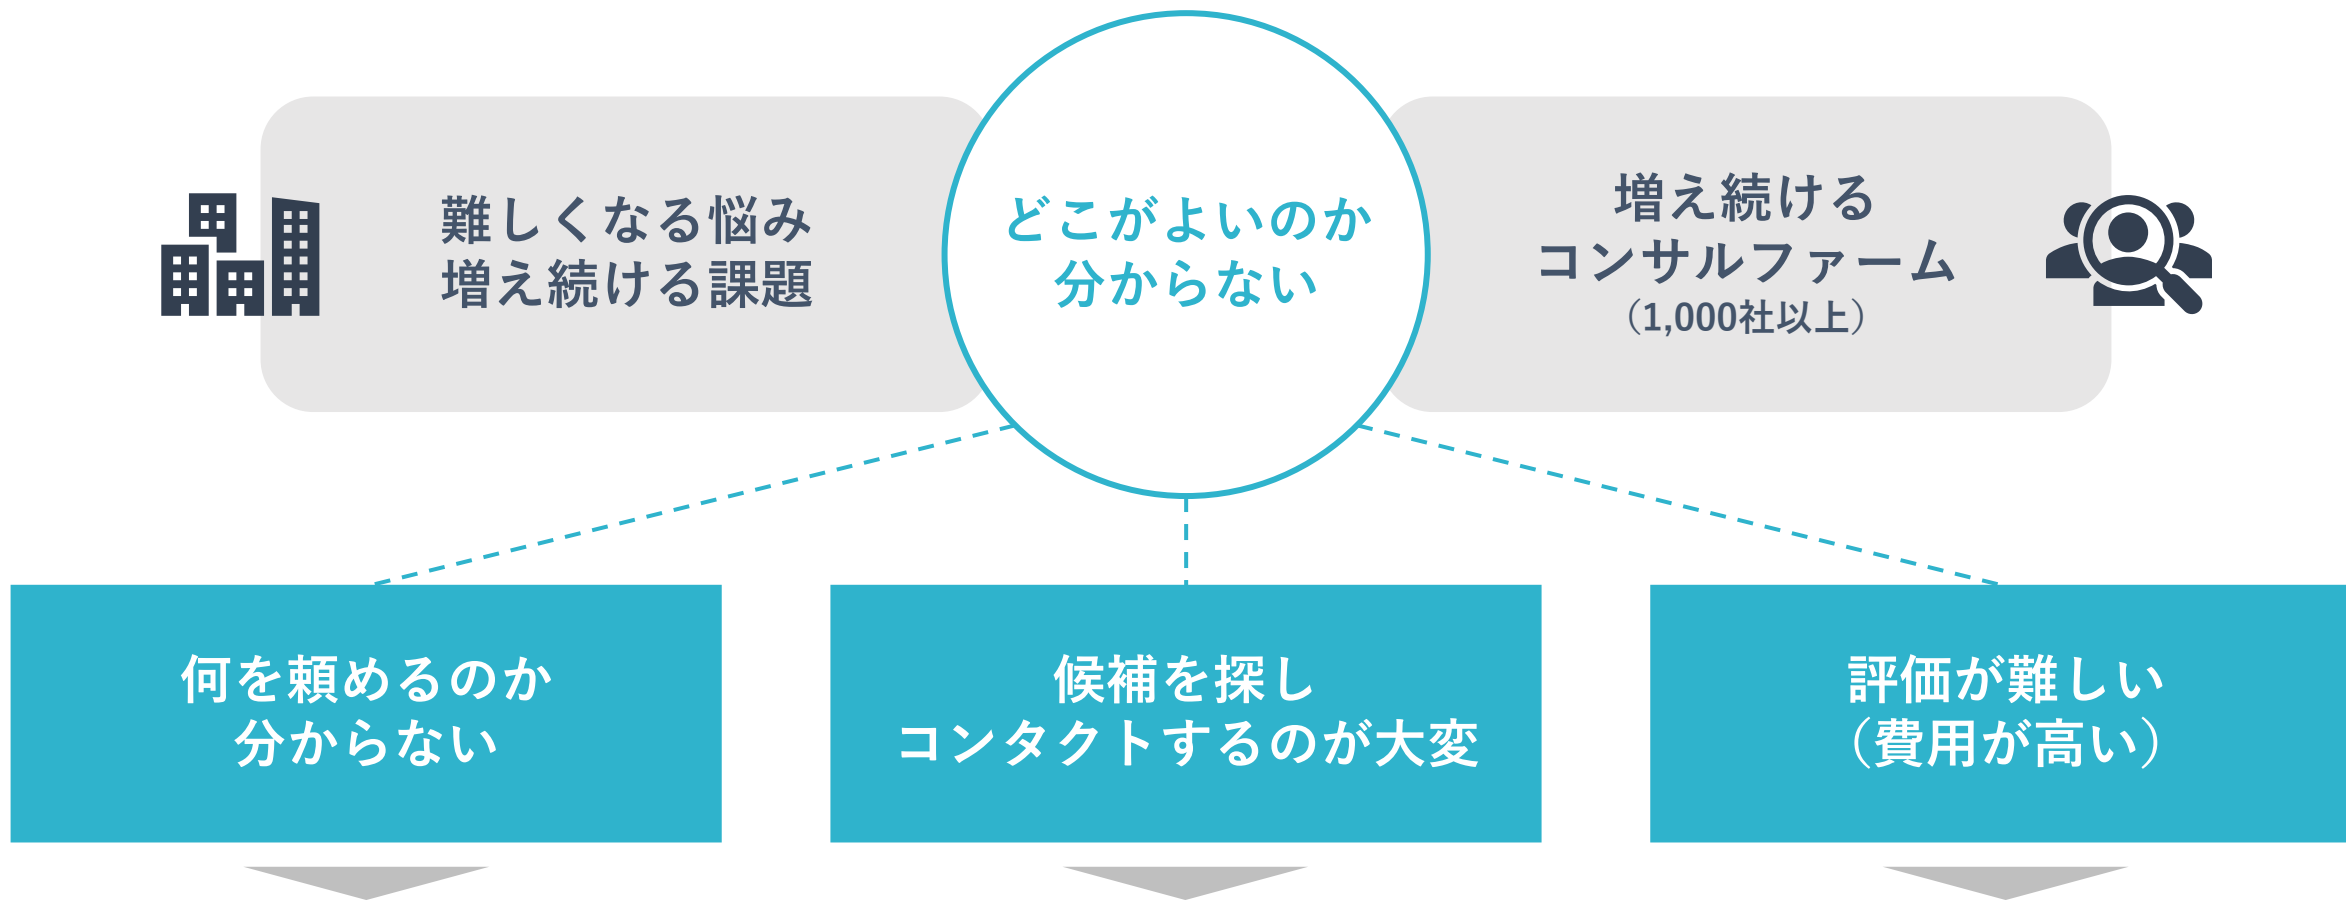 難しくなる悩み
増え続ける課題
どこがよいのか
分からない
増え続ける
コンサルファーム
（1,000社以上）
何を頼めるのか
分からない
候補を探し
コンタクトするのが大変
評価が難しい
（費用が高い）